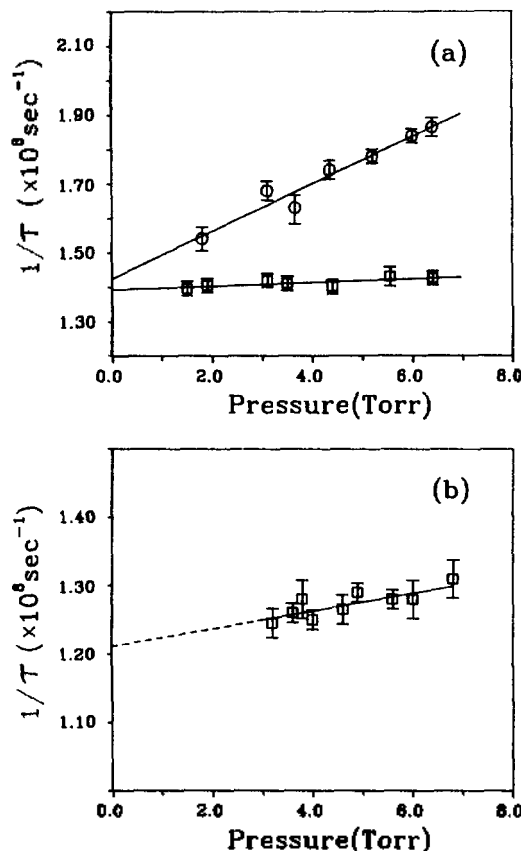 (a)
2.10
1.90
1.70
1.50
1.30
1/τ (×10⁸sec⁻¹)
0.0 2.0 4.0 6.0 8.0
Pressure(Torr)
(b)
1.40
1.30
1.20
1.10
1/τ (×10⁸sec⁻¹)
0.0 2.0 4.0 6.0 8.0
Pressure(Torr)